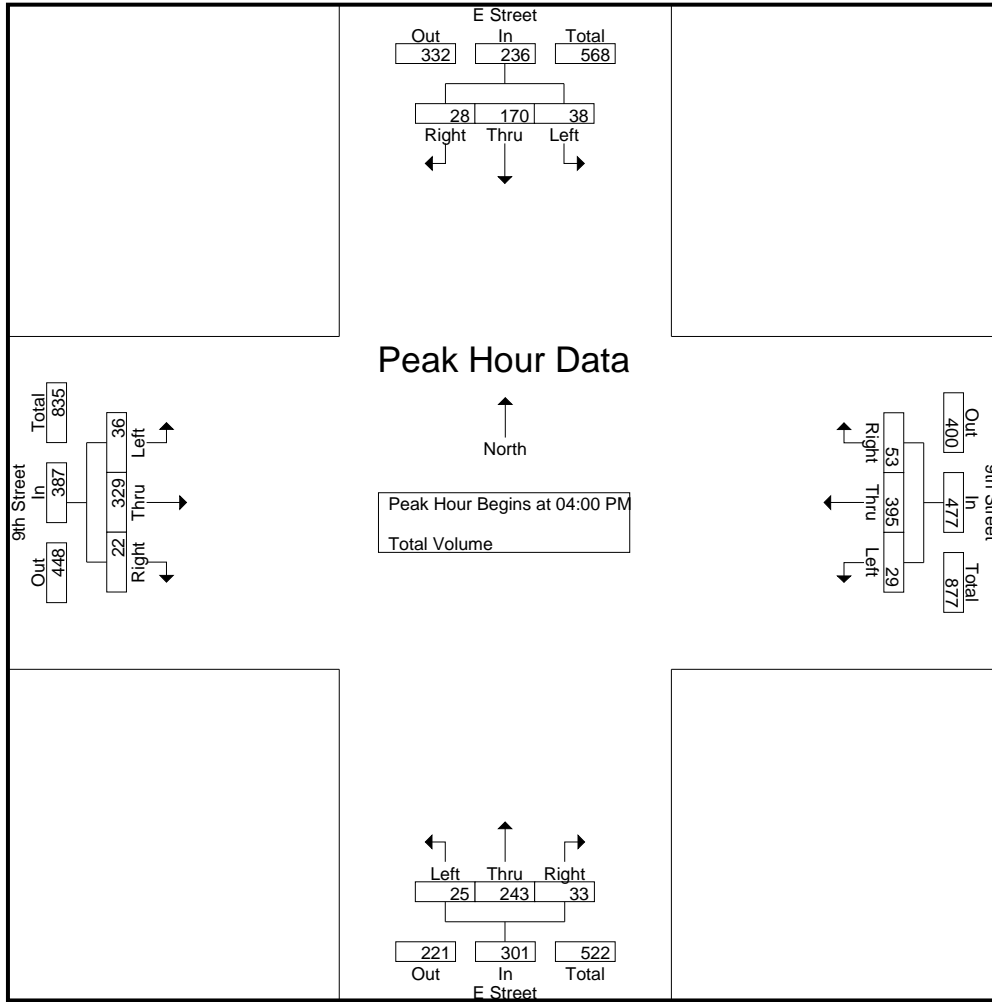 E Street
Out In Total
332 236 568
28 170 38
Right Thru Left
Peak Hour Data
North
Peak Hour Begins at 04:00 PM
Total Volume
9th Street
Total In Out
835 387 448
36 329 22
Left Thru Right
9th Street
Out In Total
400 477 877
53 395 29
Right Thru Left
Left Thru Right
25 243 33
221 301 522
Out In Total
E Street